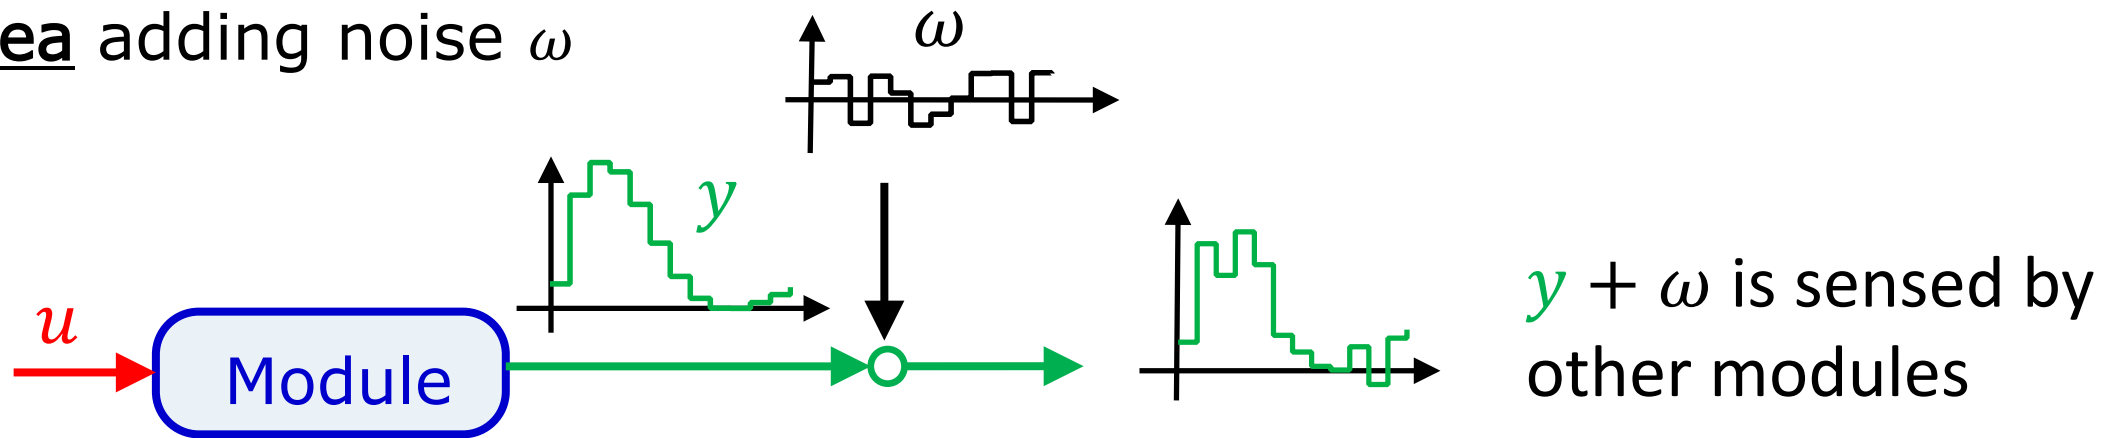 ea adding noise ω
ω
y
u
Module
y + ω is sensed by
other modules